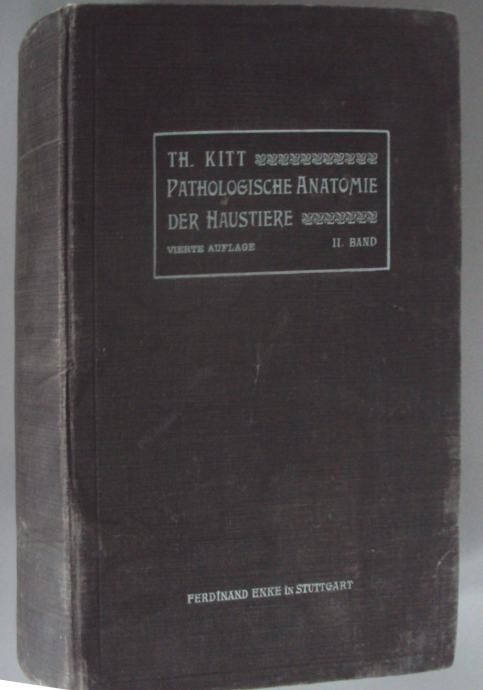 TH. KITT
PATHOLOGISCHE ANATOMIE
DER HAUSTIERE
VIERTE AUFLAGE II. BAND
FERDINAND ENKE IN STUTTGART